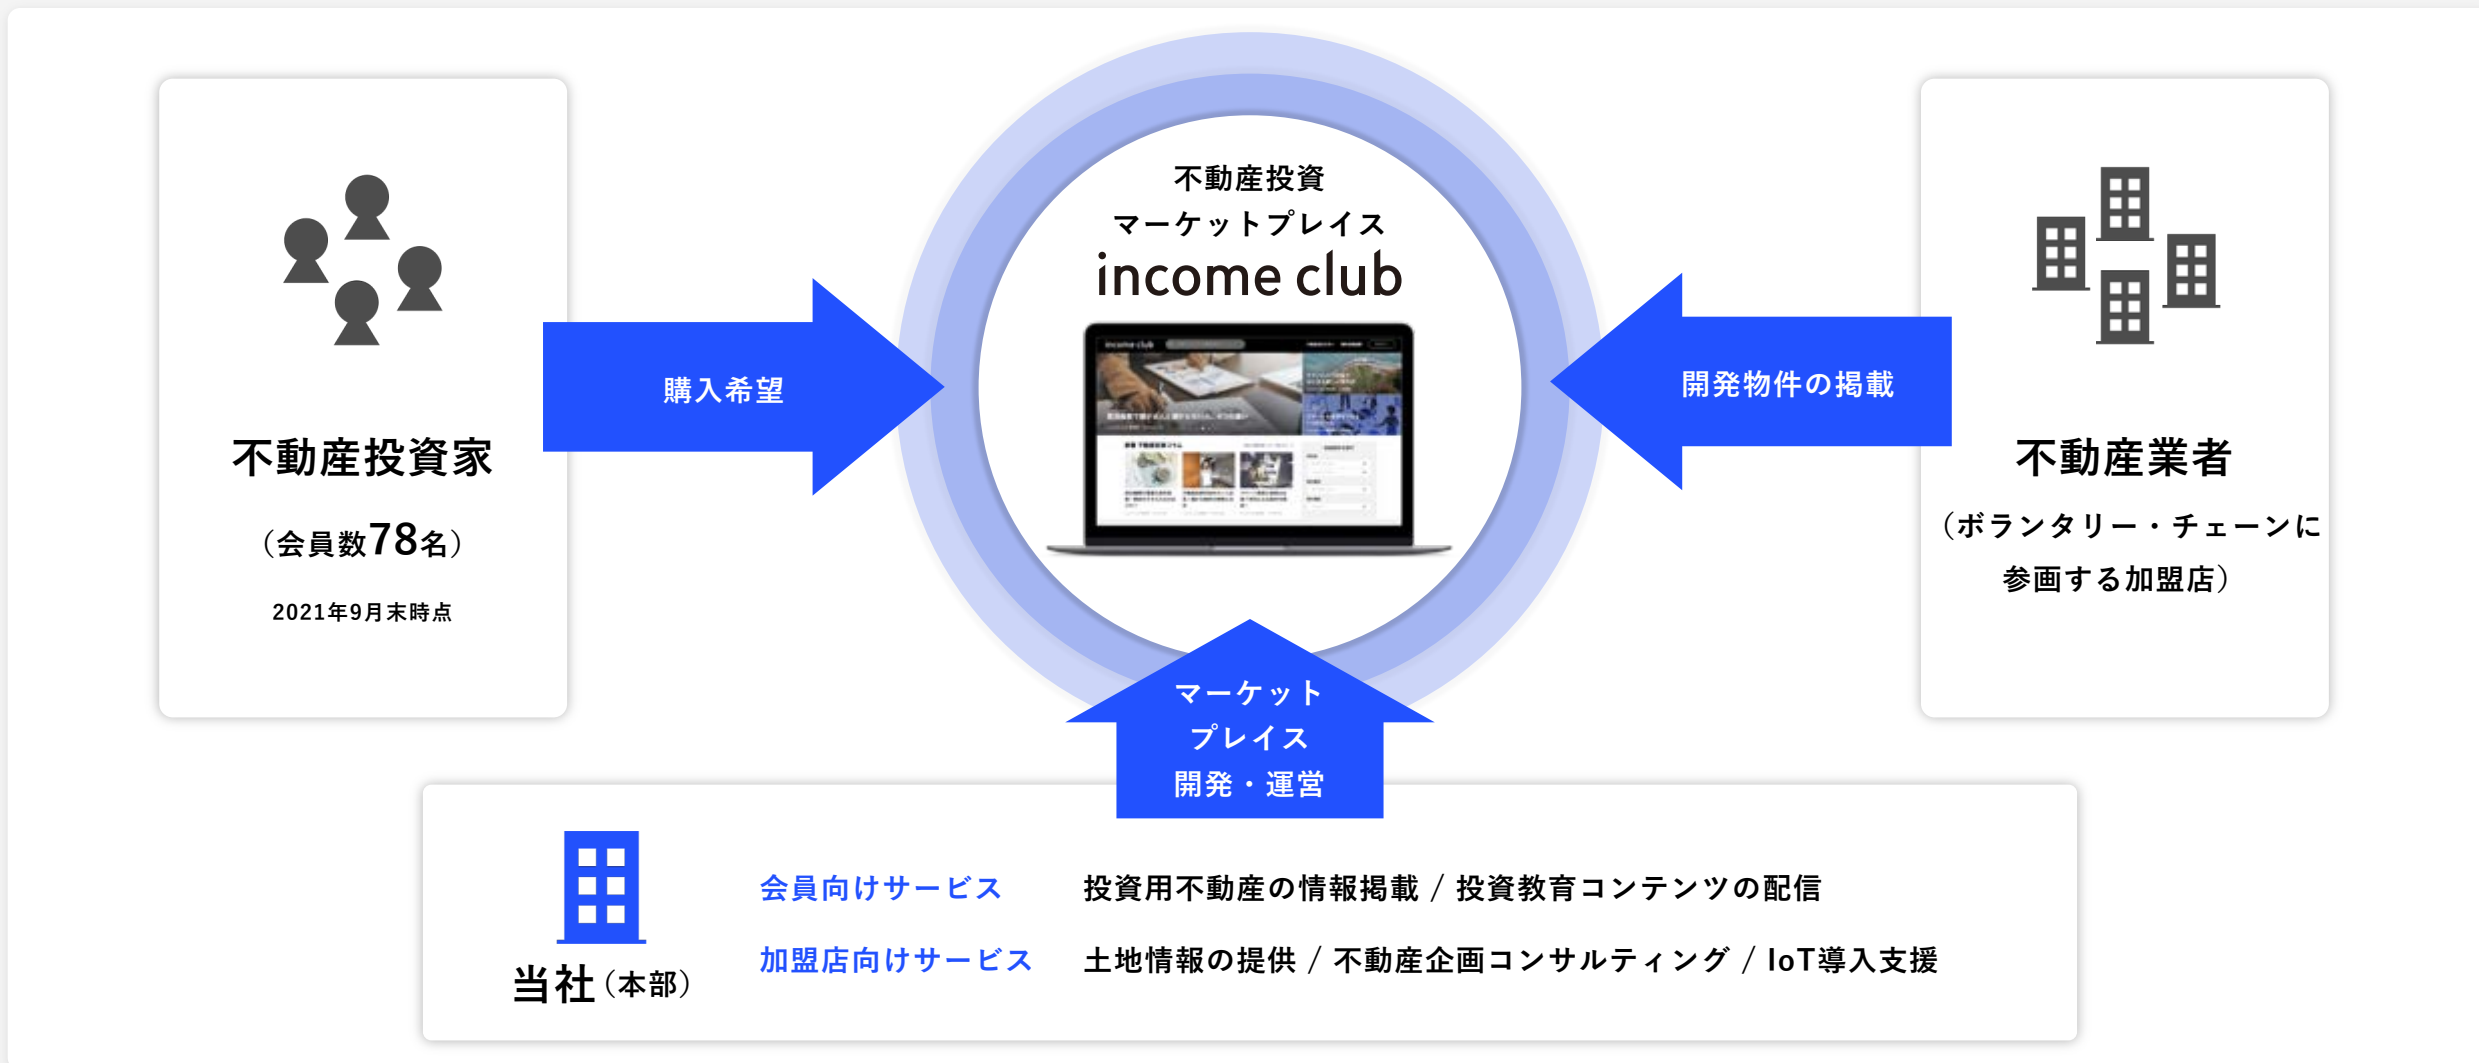 不動産投資
マーケットプレイス
income club
income club
購入希望
開発物件の掲載
不動産投資家
（会員数78名）
2021年9月末時点
不動産業者
（ボランタリー・チェーンに
参画する加盟店）
マーケット
プレイス
開発・運営
当社（本部）
会員向けサービス
投資用不動産の情報掲載 / 投資教育コンテンツの配信
加盟店向けサービス
土地情報の提供 / 不動産企画コンサルティング / IoT導入支援